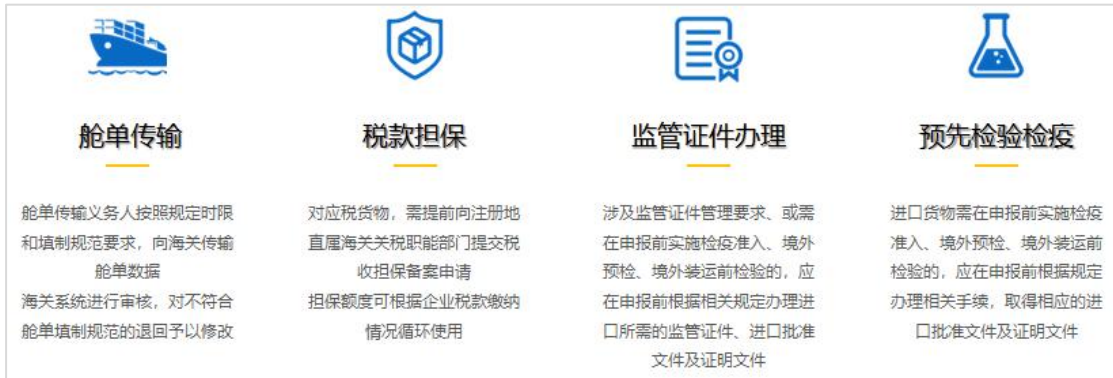 舱单传输
舱单传输义务人按照规定时限
和填制规范要求，向海关传输
舱单数据
海关系统进行审核，对不符合
舱单填制规范的退回予以修改
税款担保
对应税货物，需提前向注册地
直属海关关税职能部门提交税
收担保备案申请
担保额度可根据企业税款缴纳
情况循环使用
监管证件办理
涉及监管证件管理要求、或需
在申报前实施检疫准入、境外
预检、境外装运前检验的，应
在申报前根据相关规定办理进
口所需的监管证件、进口批准
文件及证明文件
预先检验检疫
进口货物需在申报前实施检疫
准入、境外预检、境外装运前
检验的，应在申报前根据规定
办理相关手续，取得相应的进
口批准文件及证明文件